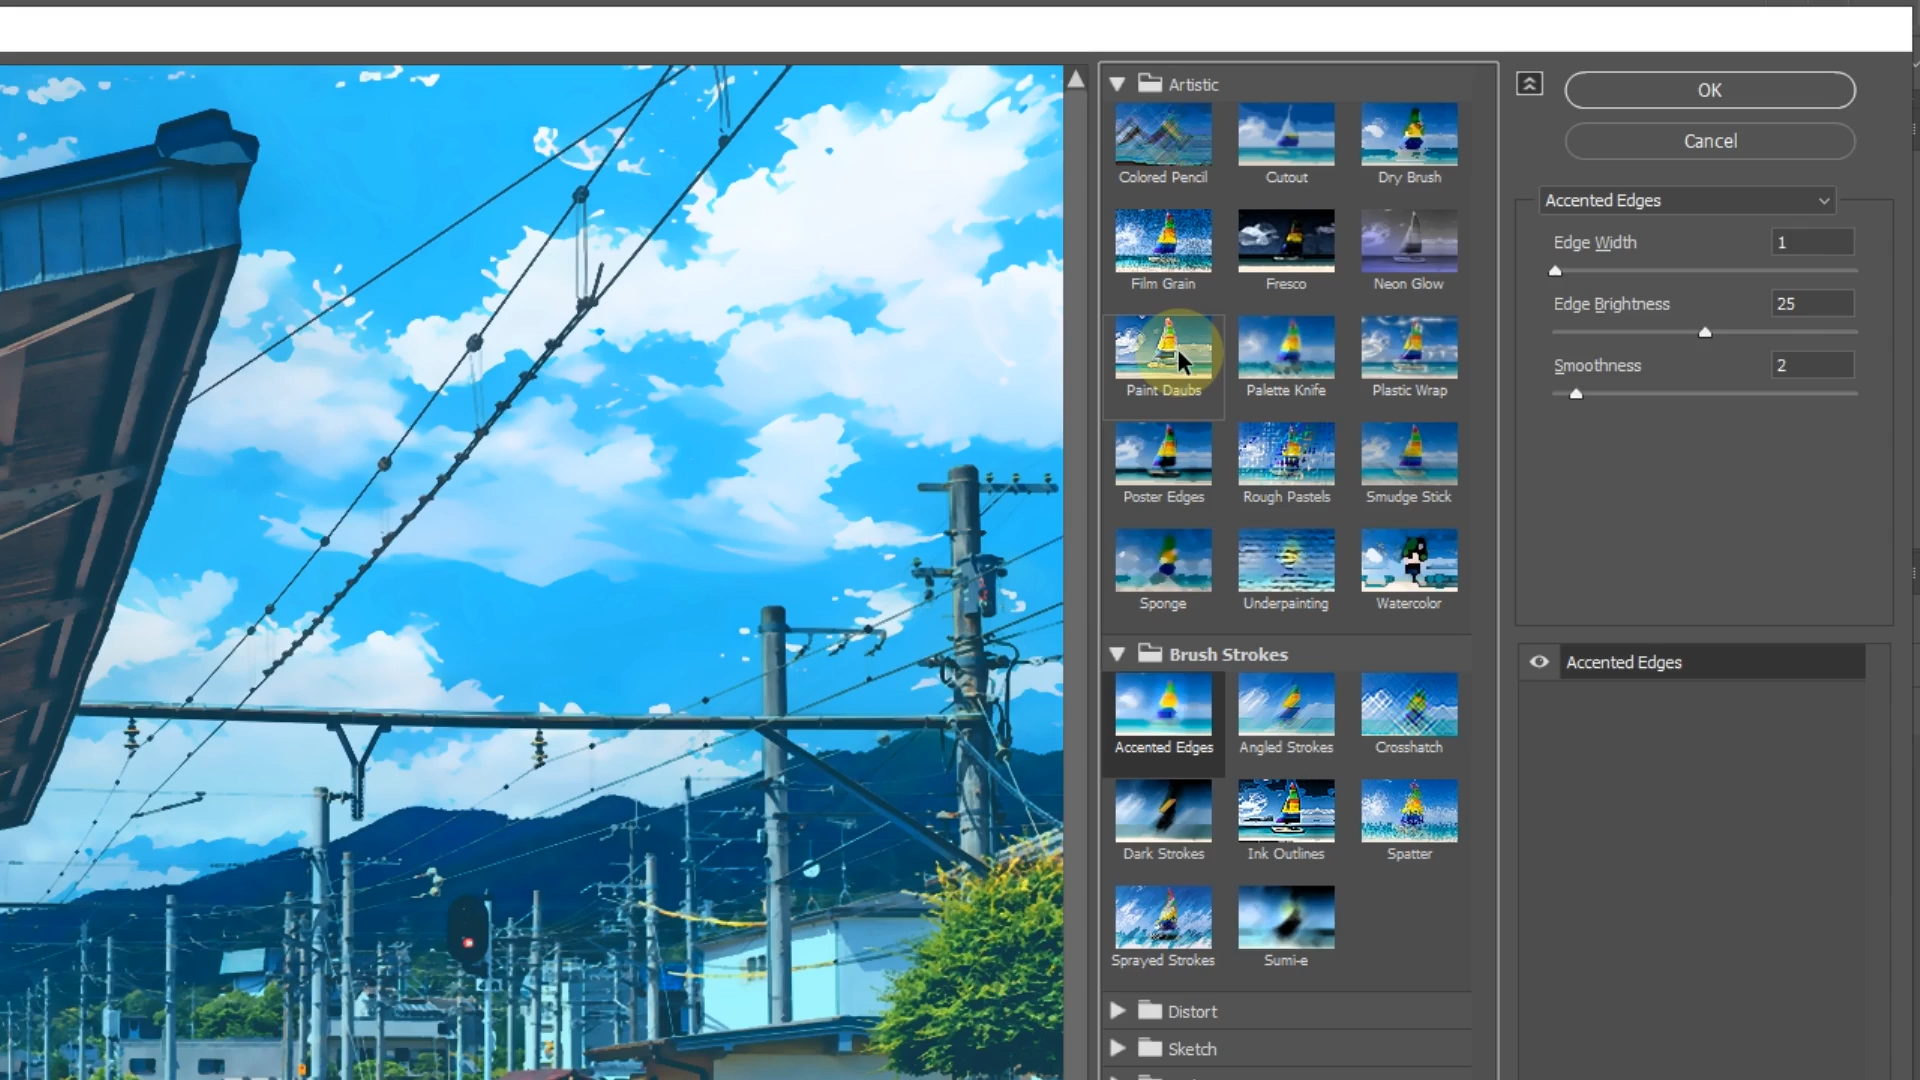 Artistic
Colored Pencil
Cutout
Dry Brush
Film Grain
Fresco
Neon Glow
Paint Daubs
Palette Knife
Plastic Wrap
Poster Edges
Rough Pastels
Smudge Stick
Sponge
Underpainting
Watercolor
Brush Strokes
Accented Edges
Angled Strokes
Crosshatch
Dark Strokes
Ink Outlines
Spatter
Sprayed Strokes
Sumi-e
Distort
Sketch
OK
Cancel
Accented Edges
Edge Width 1
Edge Brightness 25
Smoothness 2
Accented Edges